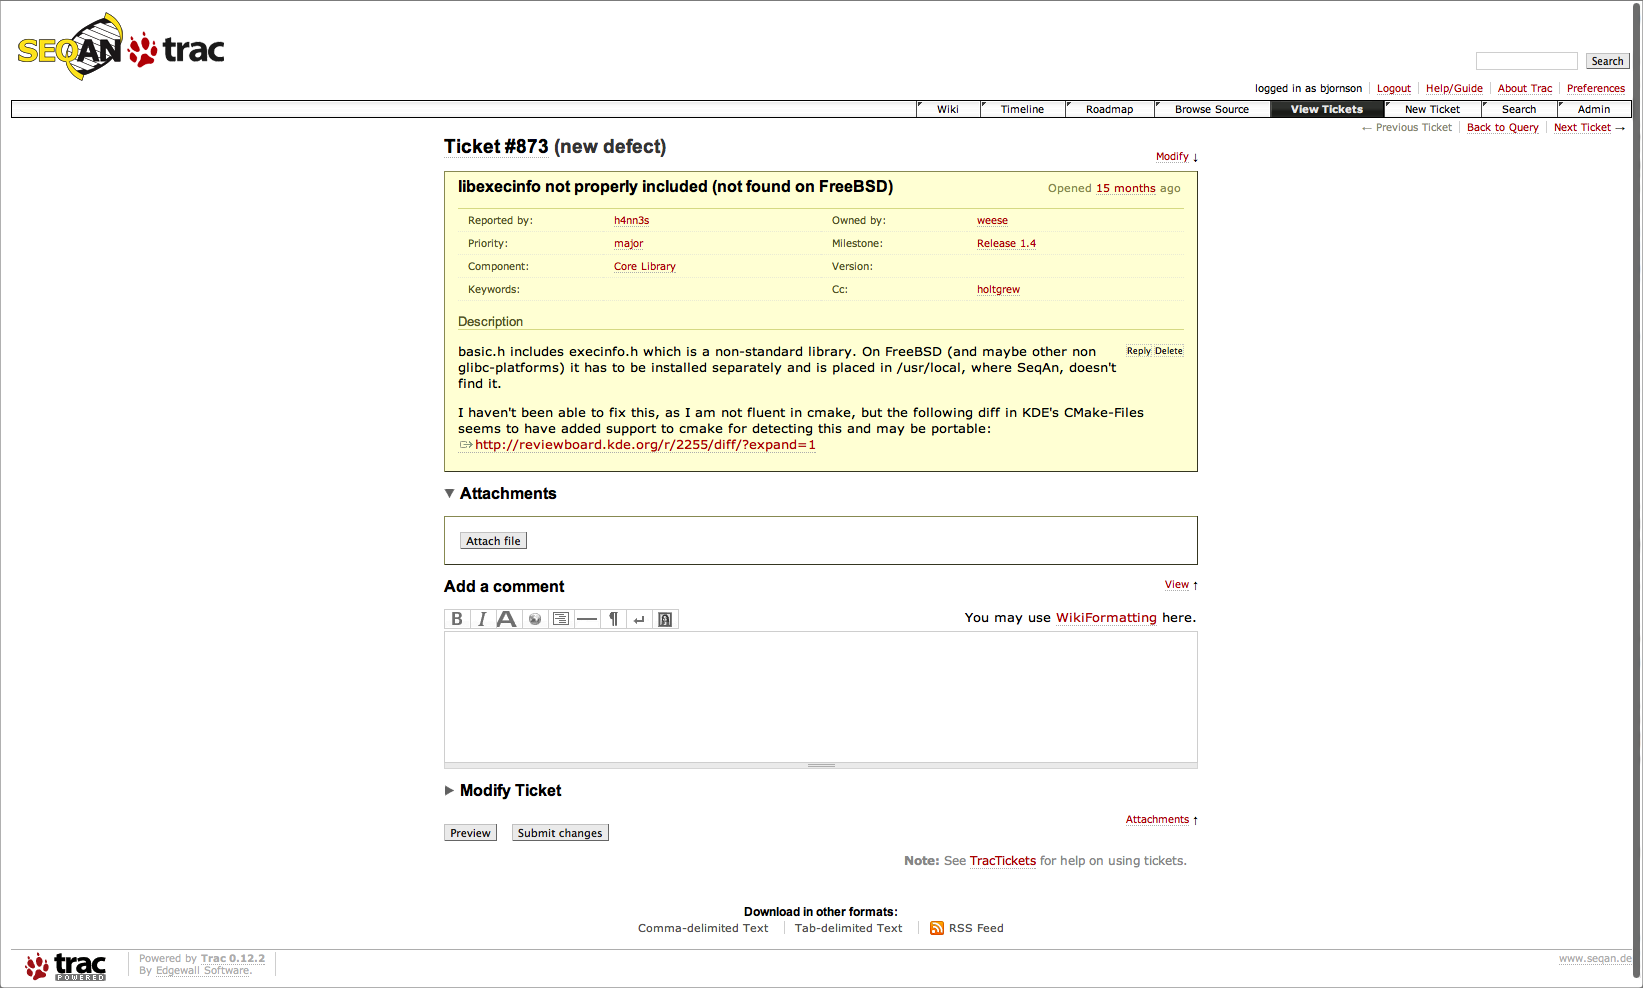 SEQAN trac
Search
logged in as bjornson Logout Help/Guide About Trac Preferences
Wiki Timeline Roadmap Browse Source View Tickets New Ticket Search Admin
← Previous Ticket Back to Query Next Ticket →
Ticket #873 (new defect)
Modify ↓
libexecinfo not properly included (not found on FreeBSD)
Opened 15 months ago
Reported by: h4nn3s Owned by: weese
Priority: major Milestone: Release 1.4
Component: Core Library Version:
Keywords: Cc: holtgrew
Description
Reply Delete
basic.h includes execinfo.h which is a non-standard library. On FreeBSD (and maybe other non
glibc-platforms) it has to be installed separately and is placed in /usr/local, where SeqAn, doesn't
find it.
I haven't been able to fix this, as I am not fluent in cmake, but the following diff in KDE's CMake-Files
seems to have added support to cmake for detecting this and may be portable:
http://reviewboard.kde.org/r/2255/diff/?expand=1
Attachments
Attach file
Add a comment
View ↑
B I A ¶
You may use WikiFormatting here.
Modify Ticket
Attachments ↑
Preview Submit changes
Note: See TracTickets for help on using tickets.
Download in other formats:
Comma-delimited Text Tab-delimited Text RSS Feed
trac POWERED
Powered by Trac 0.12.2
By Edgewall Software.
www.seqan.de